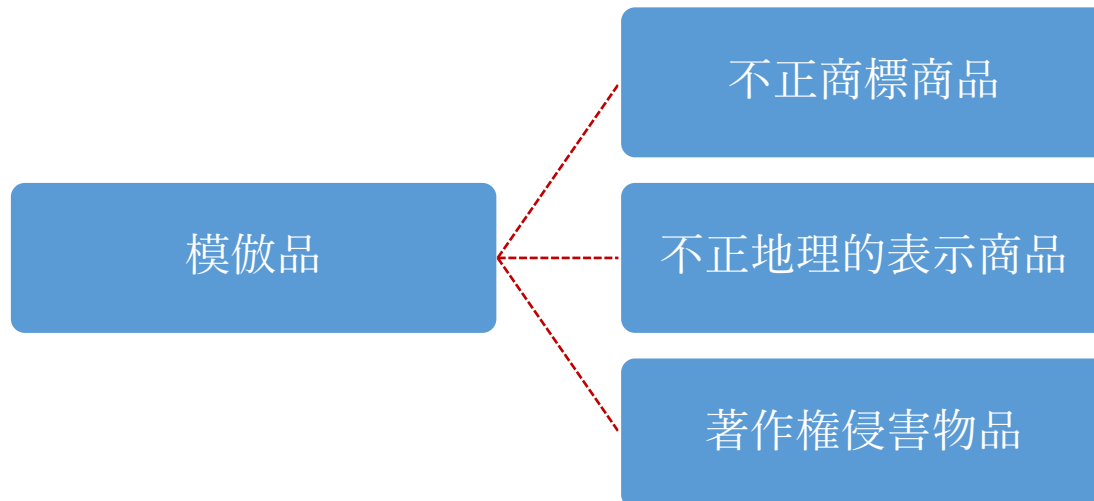 不正商標商品
模倣品
不正地理的表示商品
著作権侵害物品